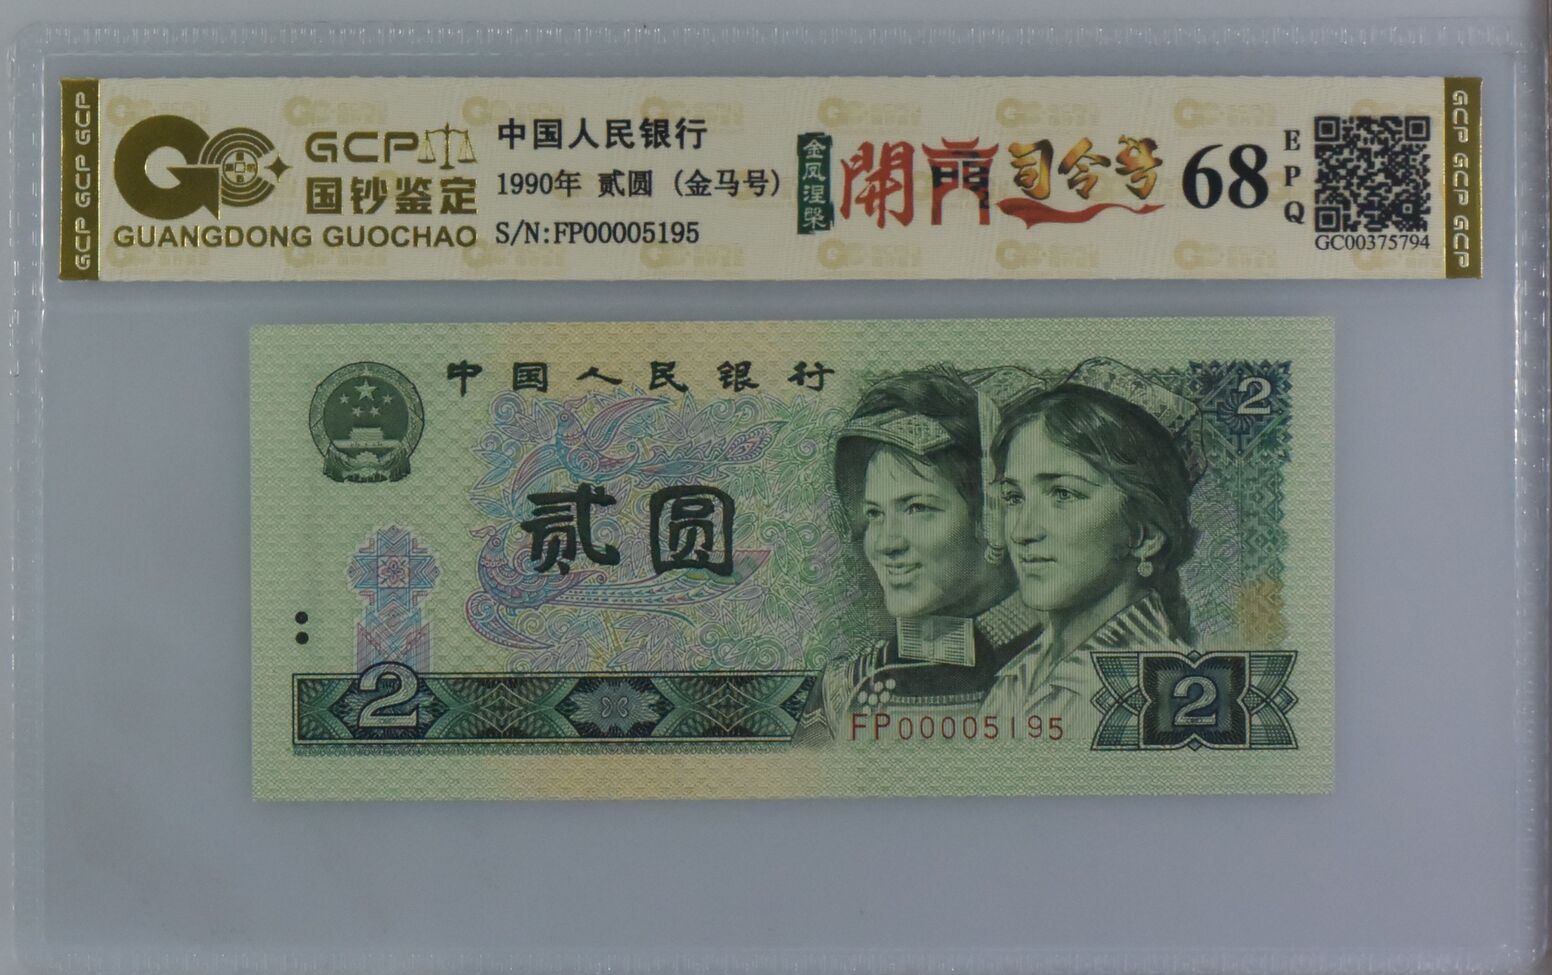 GCP GCP GCP
GCP
国钞鉴定
GUANGDONG GUOCHAO
中国人民银行
1990年 贰圆 (金马号)
S/N:FP00005195
金凤涅槃
開門
司令号
68
EPQ
GC00375794
GCP GCP GCP
中国人民银行
2
贰圆
2
FP00005195
2